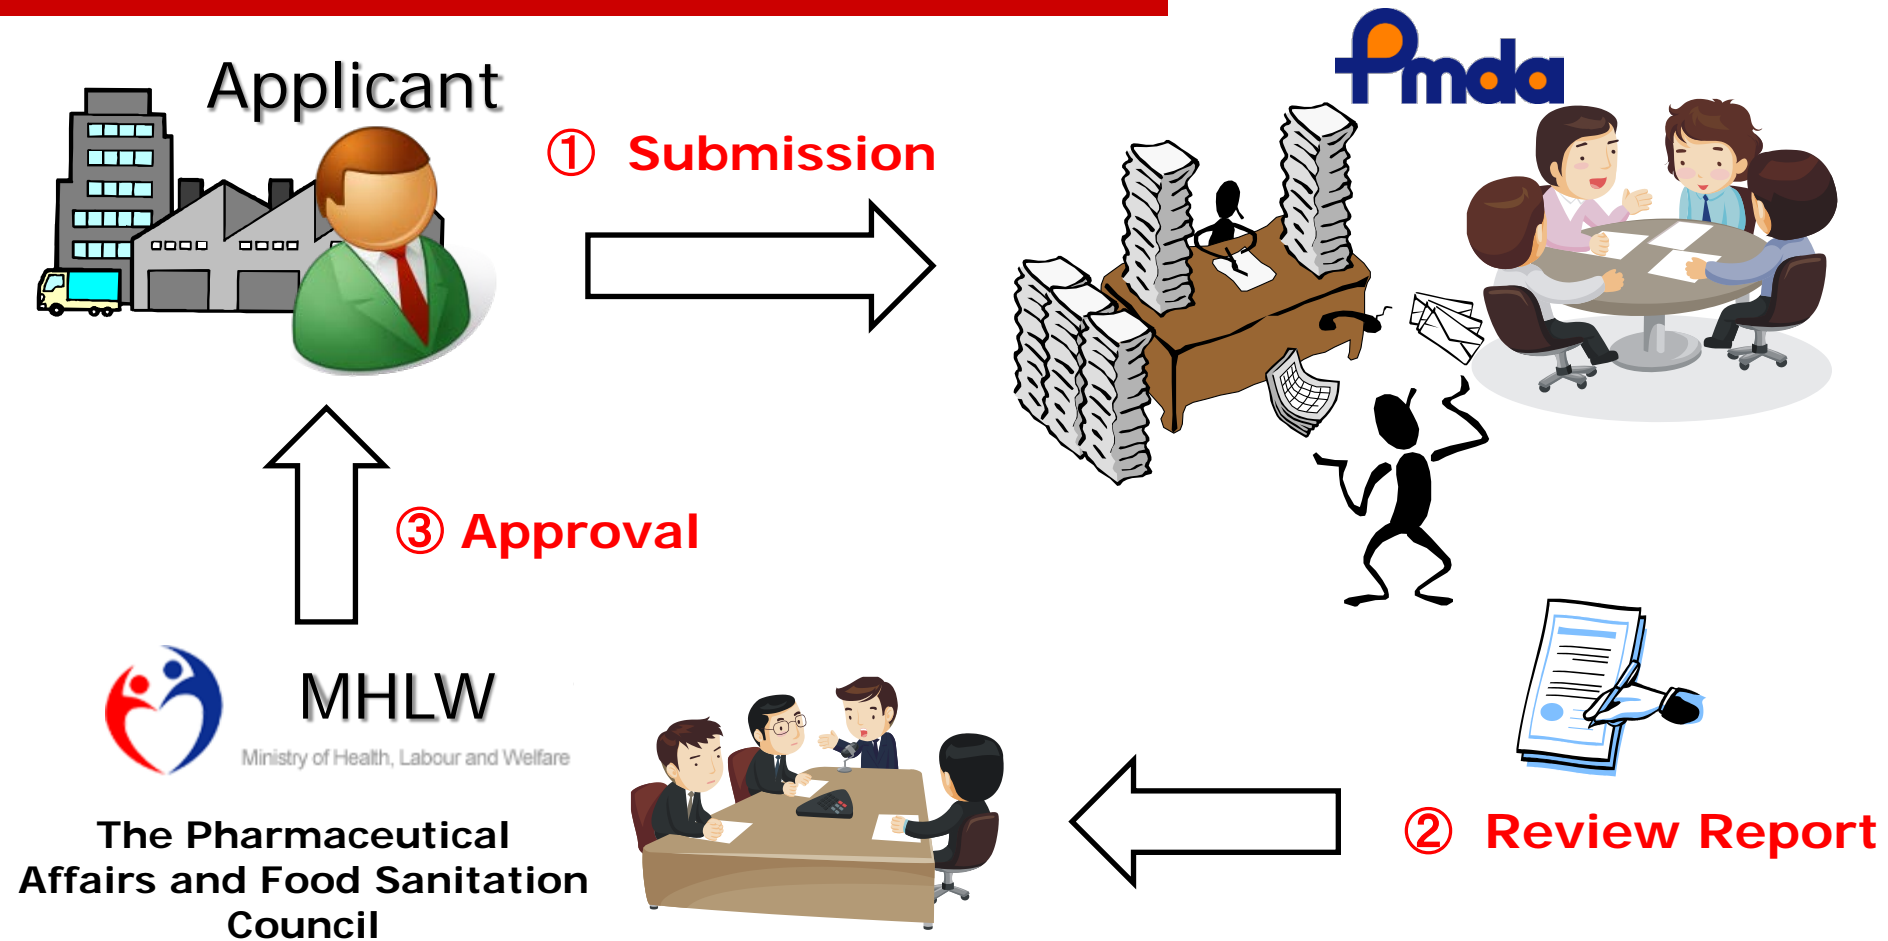 Applicant
① Submission
Pmda
③ Approval
MHLW
Ministry of Health, Labour and Welfare
The Pharmaceutical
Affairs and Food Sanitation
Council
② Review Report